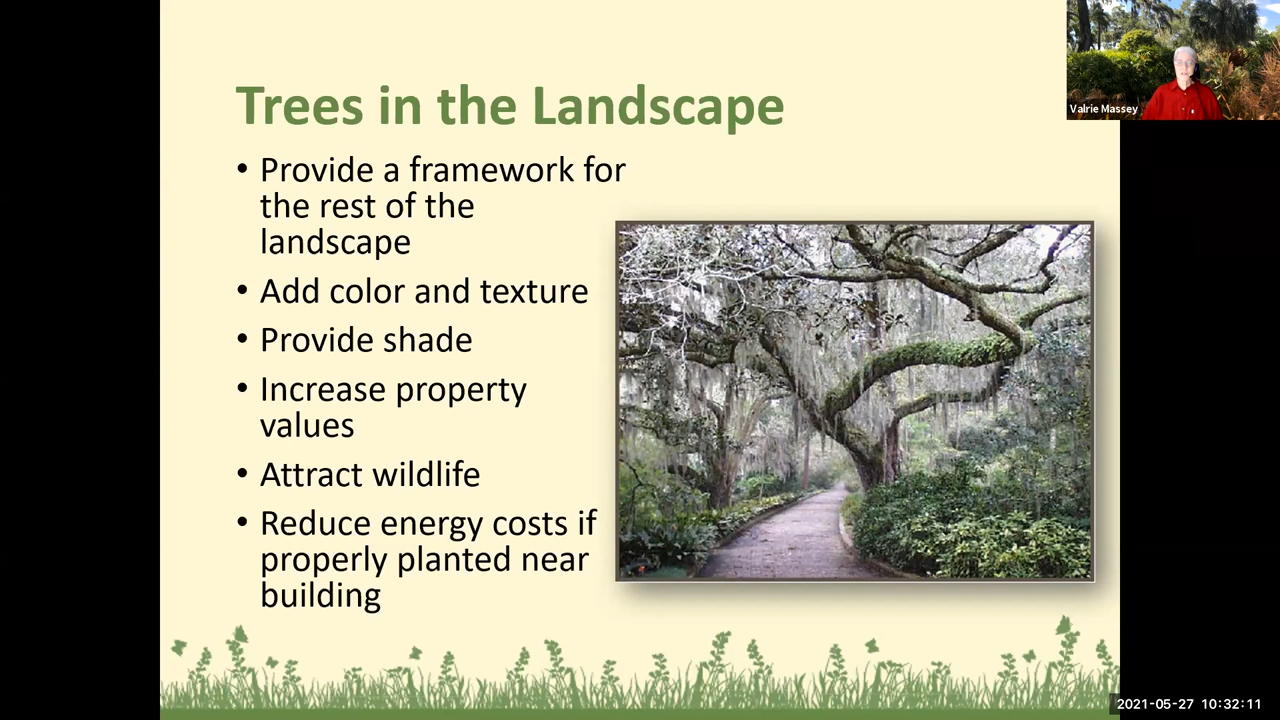 Trees in the Landscape
• Provide a framework for
the rest of the
landscape
• Add color and texture
• Provide shade
• Increase property
values
• Attract wildlife
• Reduce energy costs if
properly planted near
building
Valrie Massey
2021-05-27 10:32:11